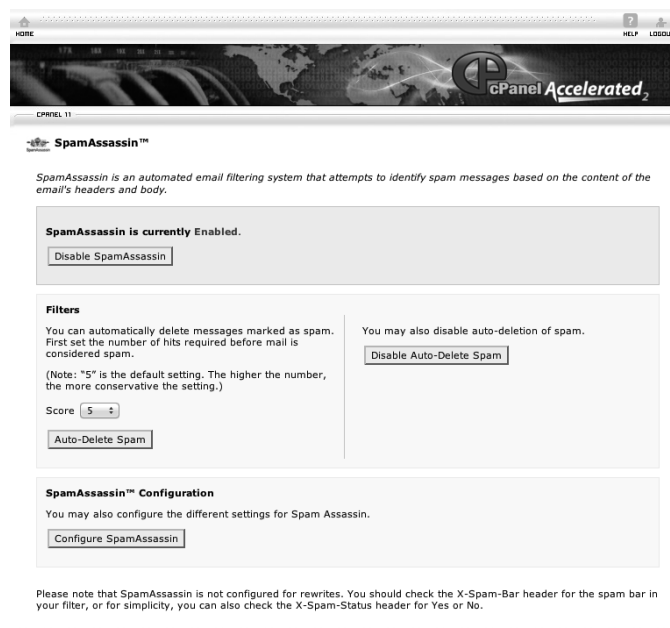 HOME
HELP
LOGOU
cPanel Accelerated2
CPANEL 11
SpamAssassin™
SpamAssassin is an automated email filtering system that attempts to identify spam messages based on the content of the
email's headers and body.
SpamAssassin is currently Enabled.
Disable SpamAssassin
Filters
You can automatically delete messages marked as spam.
First set the number of hits required before mail is
considered spam.
(Note: "5" is the default setting. The higher the number,
the more conservative the setting.)
Score 5
Auto-Delete Spam
You may also disable auto-deletion of spam.
Disable Auto-Delete Spam
SpamAssassin™ Configuration
You may also configure the different settings for Spam Assassin.
Configure SpamAssassin
Please note that SpamAssassin is not configured for rewrites. You should check the X-Spam-Bar header for the spam bar in
your filter, or for simplicity, you can also check the X-Spam-Status header for Yes or No.